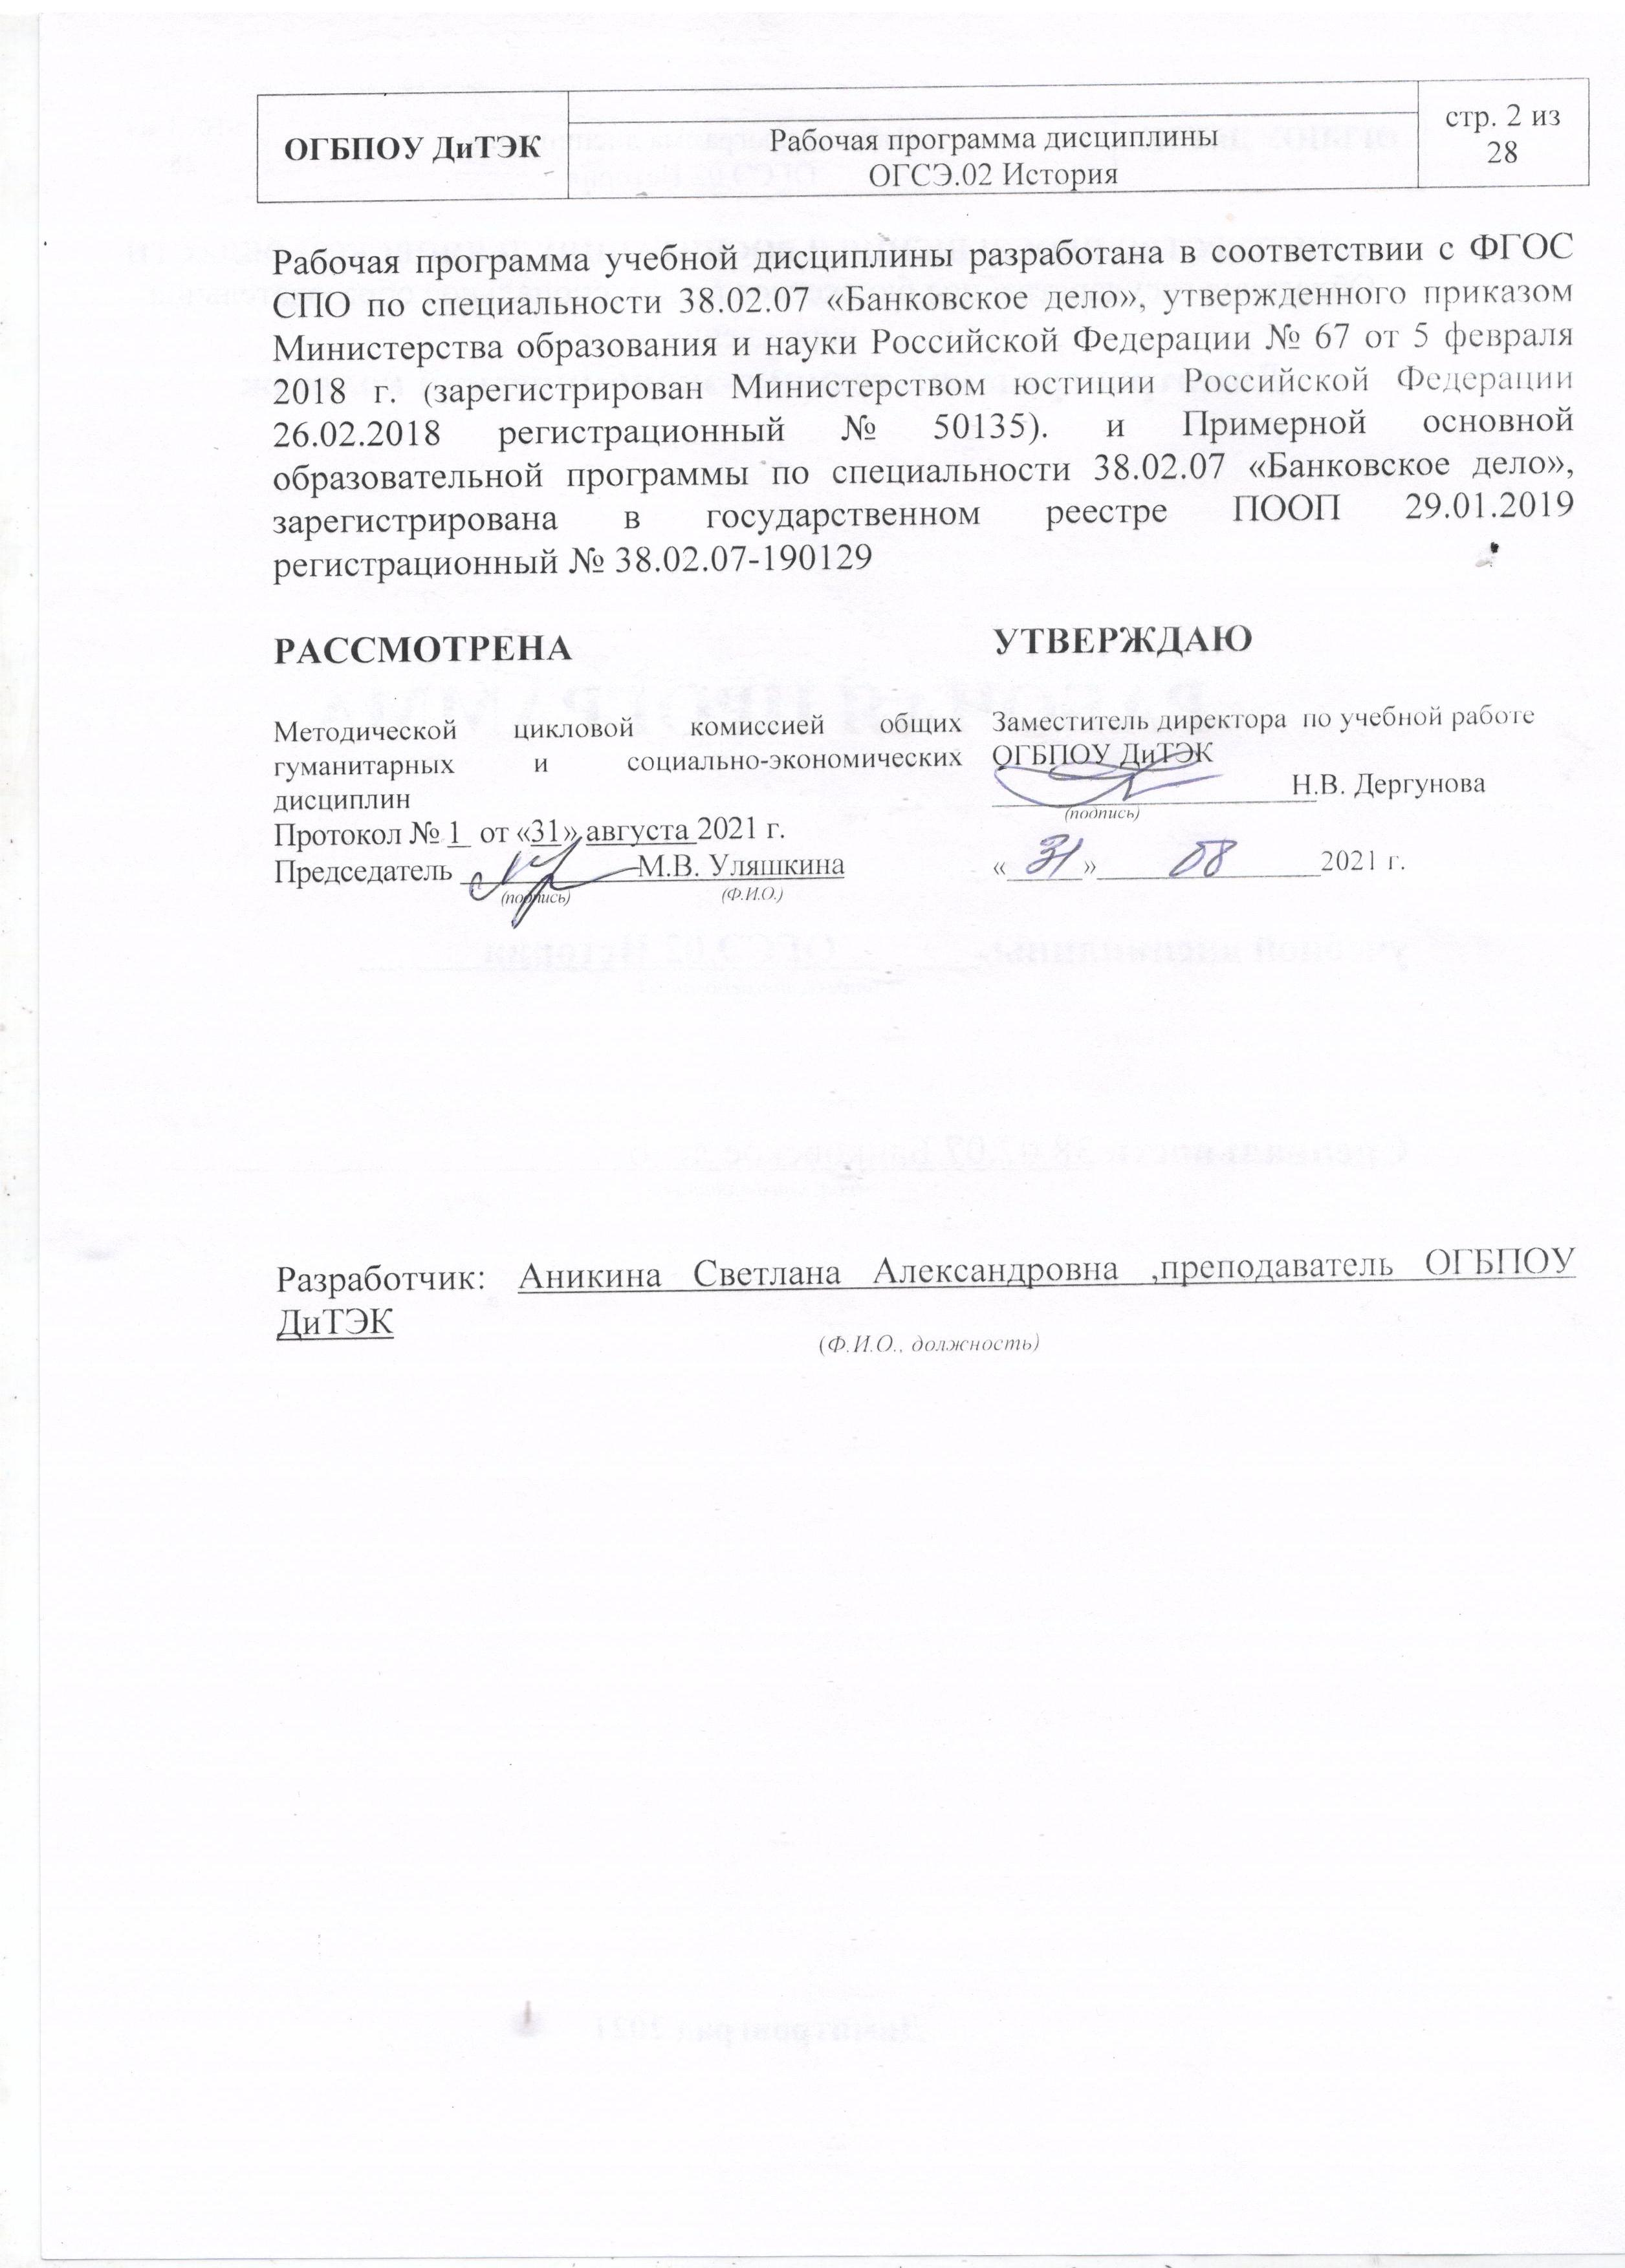 ОГБПОУ ДиТЭК
Рабочая программа дисциплины
ОГСЭ.02 История
стр. 2 из
28
Рабочая программа учебной дисциплины разработана в соответствии с ФГОС
СПО по специальности 38.02.07 «Банковское дело», утвержденного приказом
Министерства образования и науки Российской Федерации № 67 от 5 февраля
2018 г. (зарегистрирован Министерством юстиции Российской Федерации
26.02.2018 регистрационный № 50135). и Примерной основной
образовательной программы по специальности 38.02.07 «Банковское дело»,
зарегистрирована в государственном реестре ПООП 29.01.2019
регистрационный № 38.02.07-190129
РАССМОТРЕНА
Методической цикловой комиссией общих
гуманитарных и социально-экономических
дисциплин
Протокол № 1 от «31» августа 2021 г.
Председатель М.В. Уляшкина
(подпись) (Ф.И.О.)
УТВЕРЖДАЮ
Заместитель директора по учебной работе
ОГБПОУ ДиТЭК
Н.В. Дергунова
(подпись)
«31» 08 2021 г.
Разработчик: Аникина Светлана Александровна ,преподаватель ОГБПОУ
ДиТЭК
(Ф.И.О., должность)